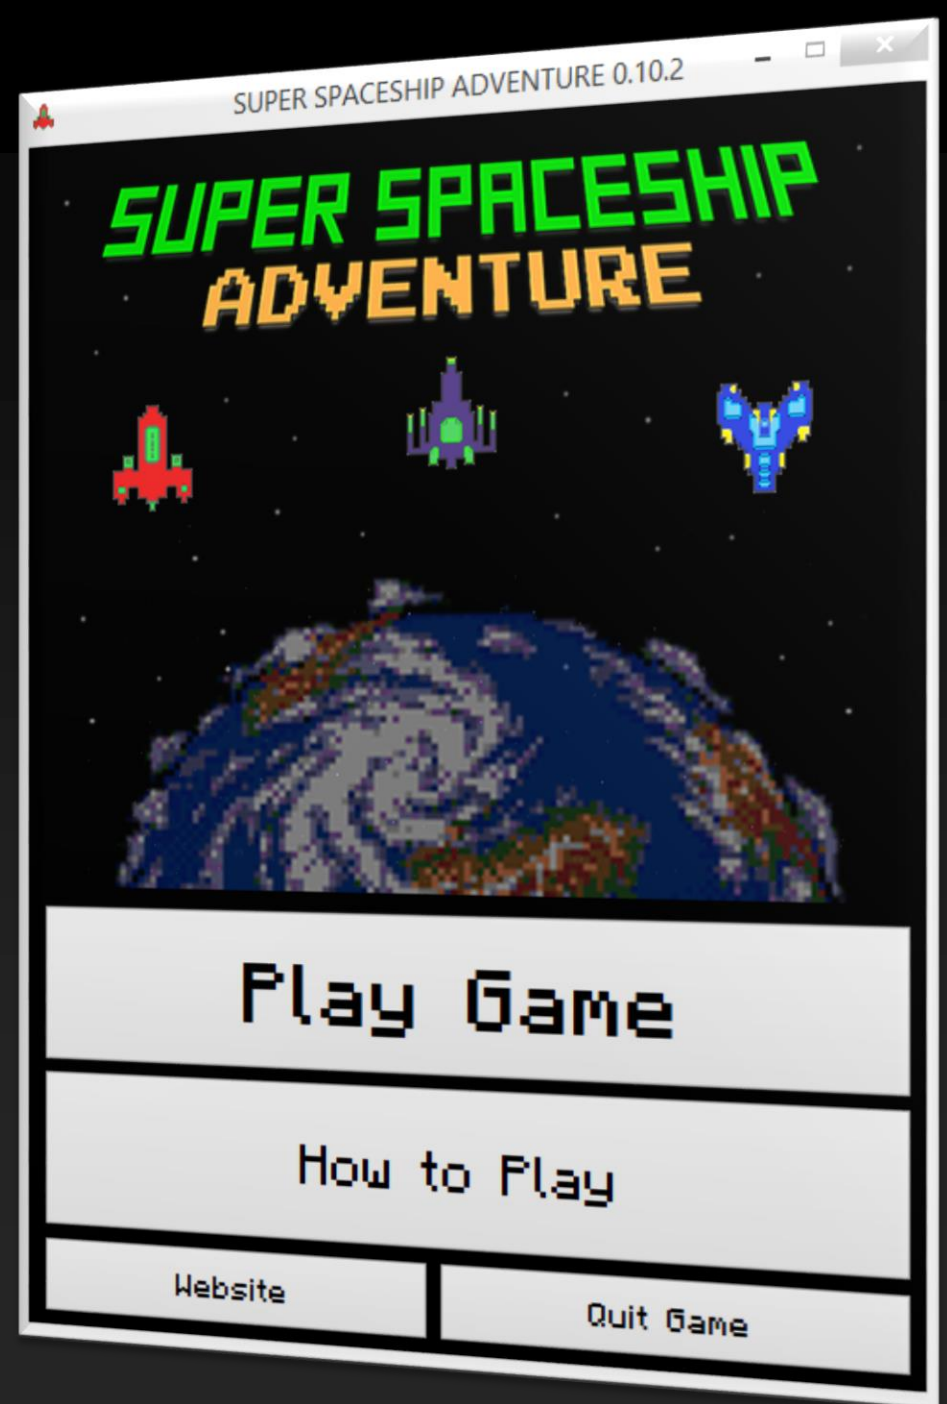 SUPER SPACESHIP ADVENTURE 0.10.2
SUPER SPACESHIP
ADVENTURE
Play Game
How to Play
Website
Quit Game